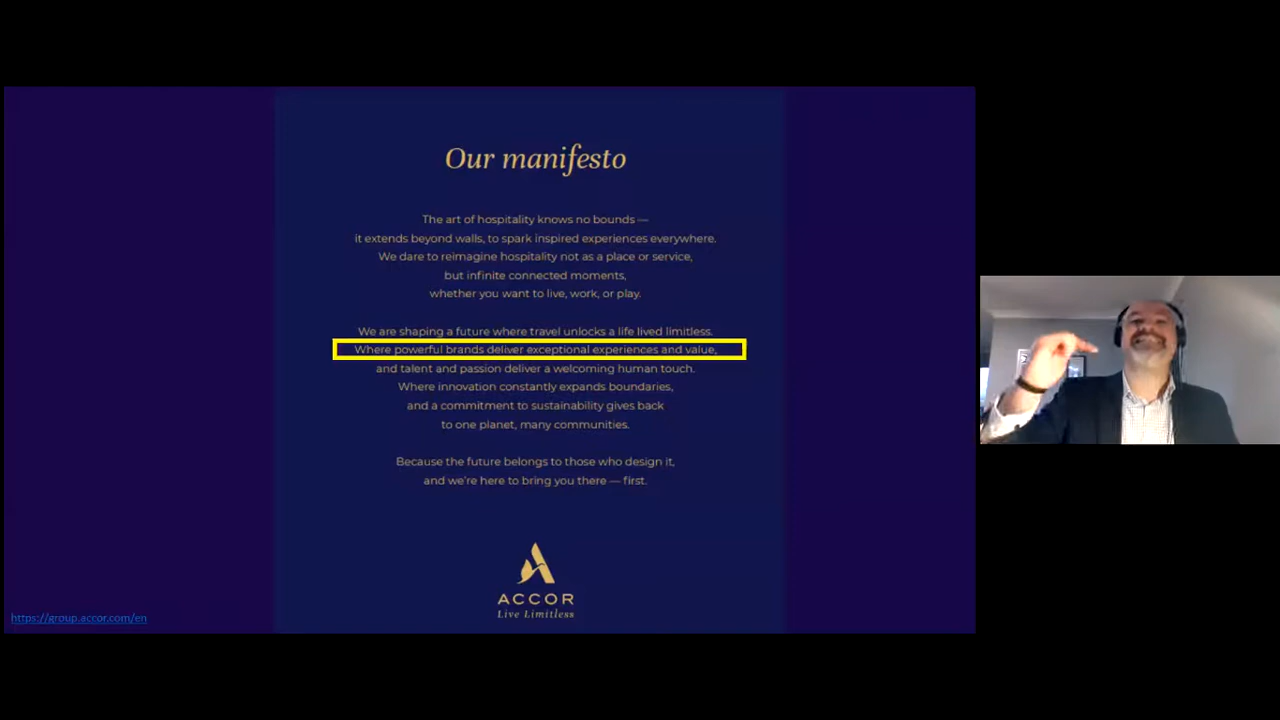 Our manifesto
The art of hospitality knows no bounds —
it extends beyond walls, to spark inspired experiences everywhere.
We dare to reimagine hospitality not as a place or service,
but infinite connected moments,
whether you want to live, work, or play.
We are shaping a future where travel unlocks a life lived limitless.
Where powerful brands deliver exceptional experiences and value,
and talent and passion deliver a welcoming human touch.
Where innovation constantly expands boundaries,
and a commitment to sustainability gives back
to one planet, many communities.
Because the future belongs to those who design it,
and we're here to bring you there — first.
ACCOR
Live Limitless
https://group.accor.com/en